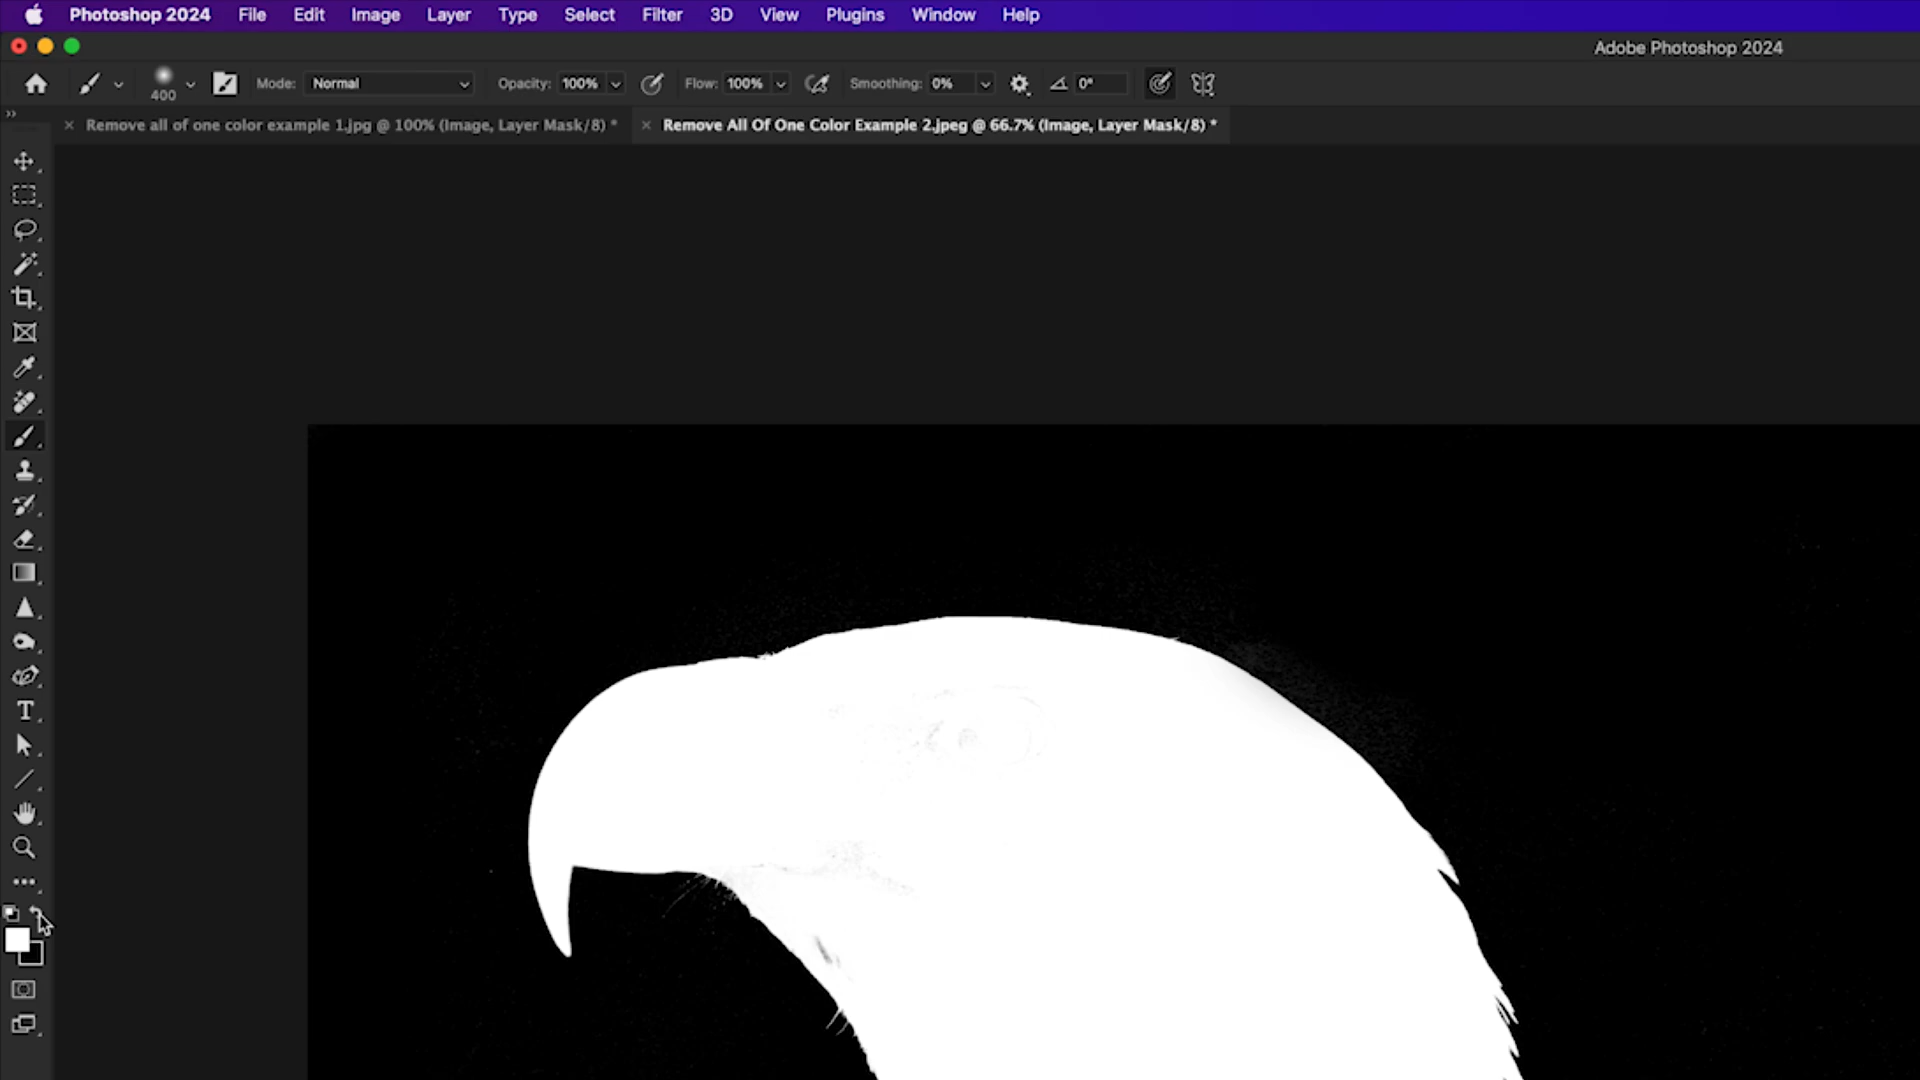 Photoshop 2024 File Edit Image Layer Type Select Filter 3D View Plugins Window Help
Adobe Photoshop 2024
400 Mode: Normal Opacity: 100% Flow: 100% Smoothing: 0% 0°
Remove all of one color example 1.jpg @ 100% (Image, Layer Mask/8) * Remove All Of One Color Example 2.jpeg @ 66.7% (Image, Layer Mask/8) *